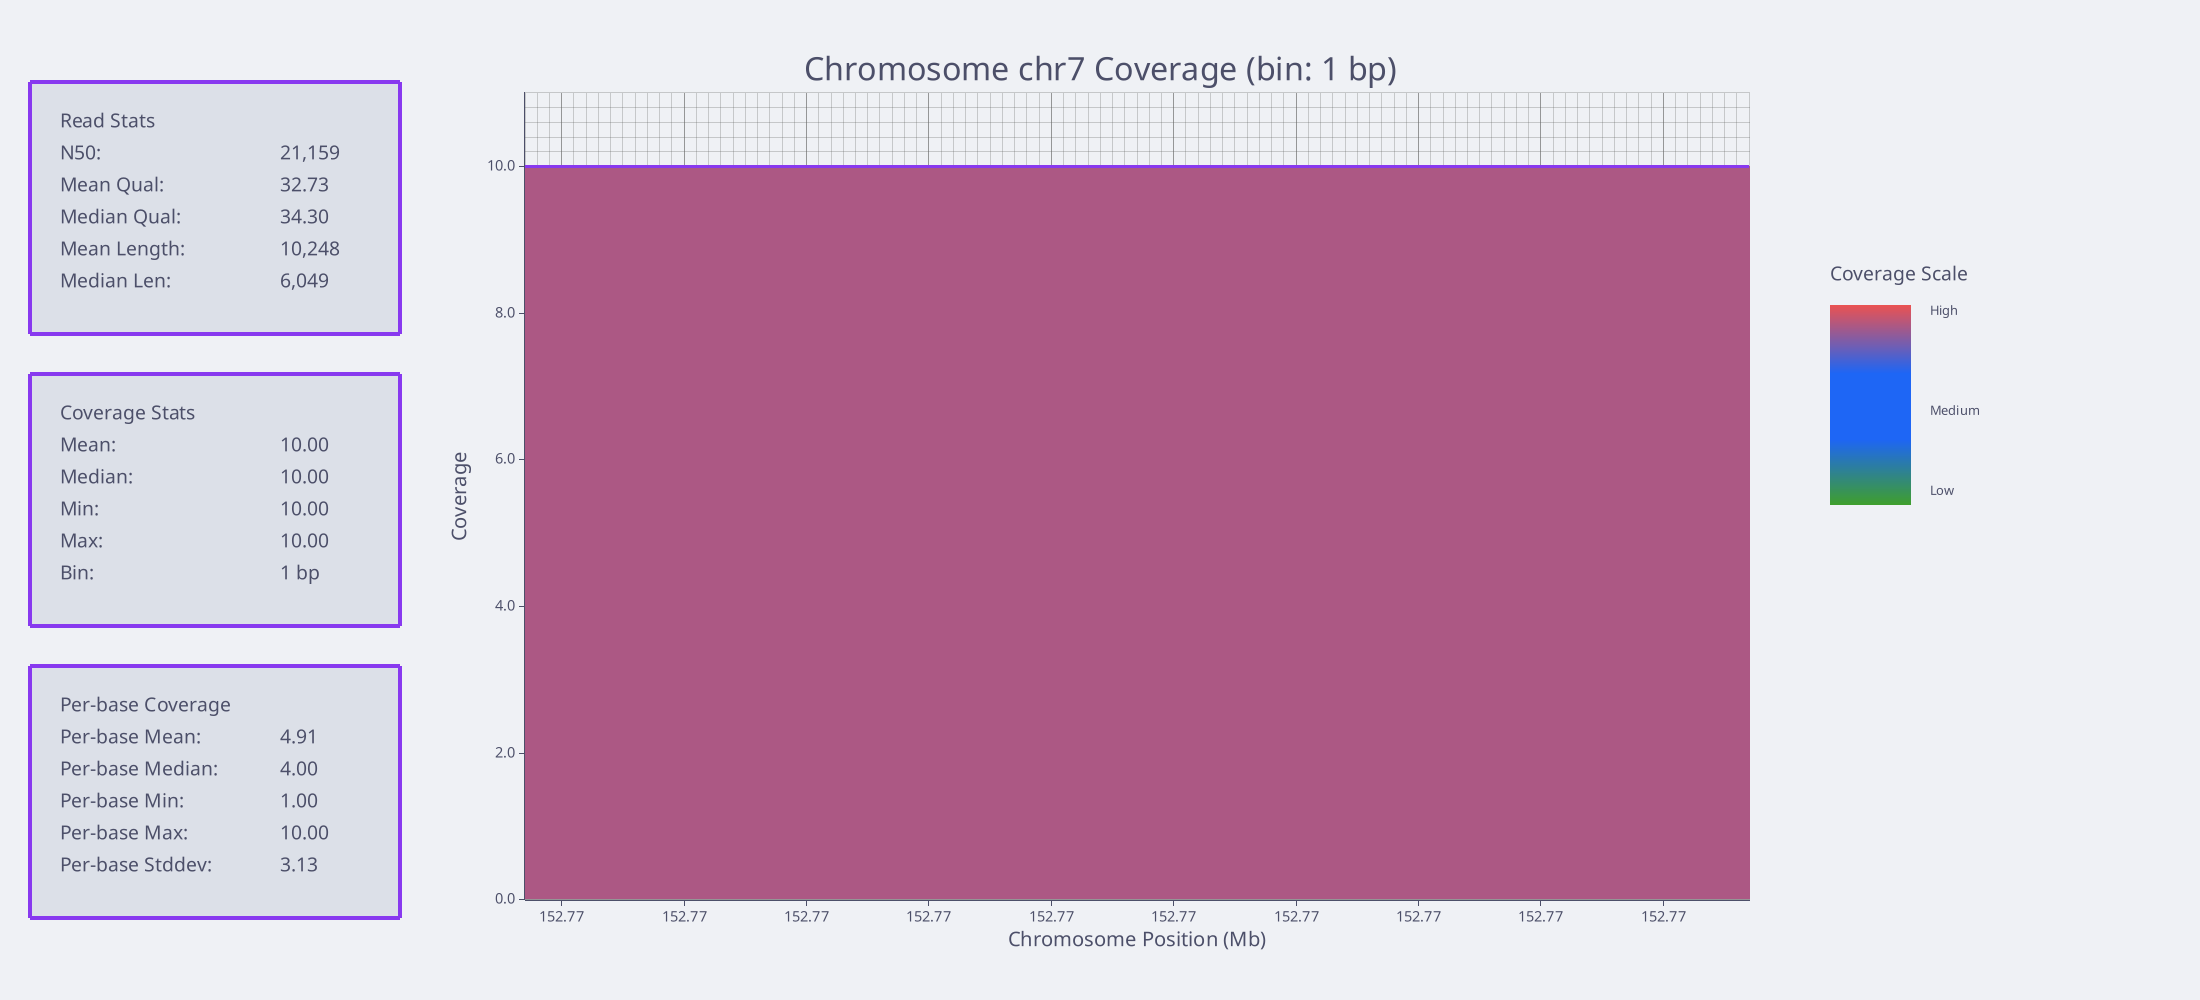 Chromosome chr7 Coverage (bin: 1 bp)
Read Stats
N50: 21,159
Mean Qual: 32.73
Median Qual: 34.30
Mean Length: 10,248
Median Len: 6,049
Coverage Stats
Mean: 10.00
Median: 10.00
Min: 10.00
Max: 10.00
Bin: 1 bp
Per-base Coverage
Per-base Mean: 4.91
Per-base Median: 4.00
Per-base Min: 1.00
Per-base Max: 10.00
Per-base Stddev: 3.13
Coverage
10.0
8.0
6.0
4.0
2.0
0.0
152.77 152.77 152.77 152.77 152.77 152.77 152.77 152.77 152.77 152.77
Chromosome Position (Mb)
Coverage Scale
High
Medium
Low